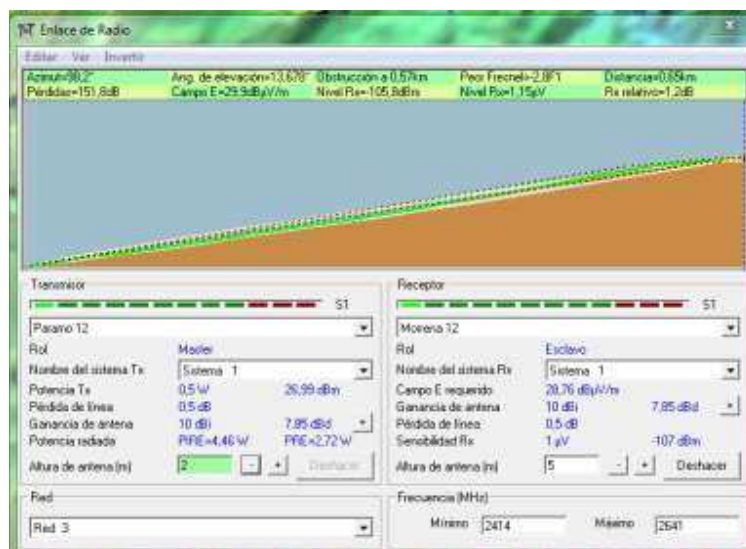 Enlace de Radio
Editar Ver Invertir
Azimut=98,2° Ang. de elevación=13,678° Obstrucción a 0,57km Peor Fresnel=-2,8F1 Distancia=0,65km
Pérdidas=151,8dB Campo E=29,9dBµV/m Nivel Rx=-105,8dBm Nivel Rx=1,15µV Rx relativo=1,2dB
Transmisor
S1
Paramo 12
Rol Master
Nombre del sistema Tx Sistema 1
Potencia Tx 0,5 W 26,99 dBm
Pérdida de línea 0,5 dB
Ganancia de antena 10 dBi 7,85 dBd +
Potencia radiada PIRE=4,46 W PRE=2,72 W
Altura de antena (m) 2 - + Deshacer
Red
Red 3
Receptor
S1
Morena 12
Rol Esclavo
Nombre del sistema Rx Sistema 1
Campo E requerido 28,76 dBµV/m
Ganancia de antena 10 dBi 7,85 dBd +
Pérdida de línea 0,5 dB
Sensibilidad Rx 1 µV -107 dBm
Altura de antena (m) 5 - + Deshacer
Frecuencia (MHz)
Mínimo 2414 Máximo 2641